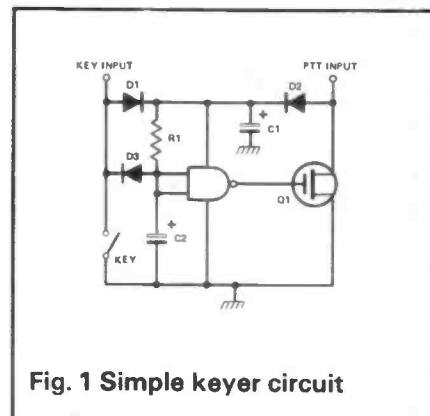 KEY INPUT
PTT INPUT
D1
D2
+
C1
R1
D3
Q1
+
C2
KEY
Fig. 1 Simple keyer circuit